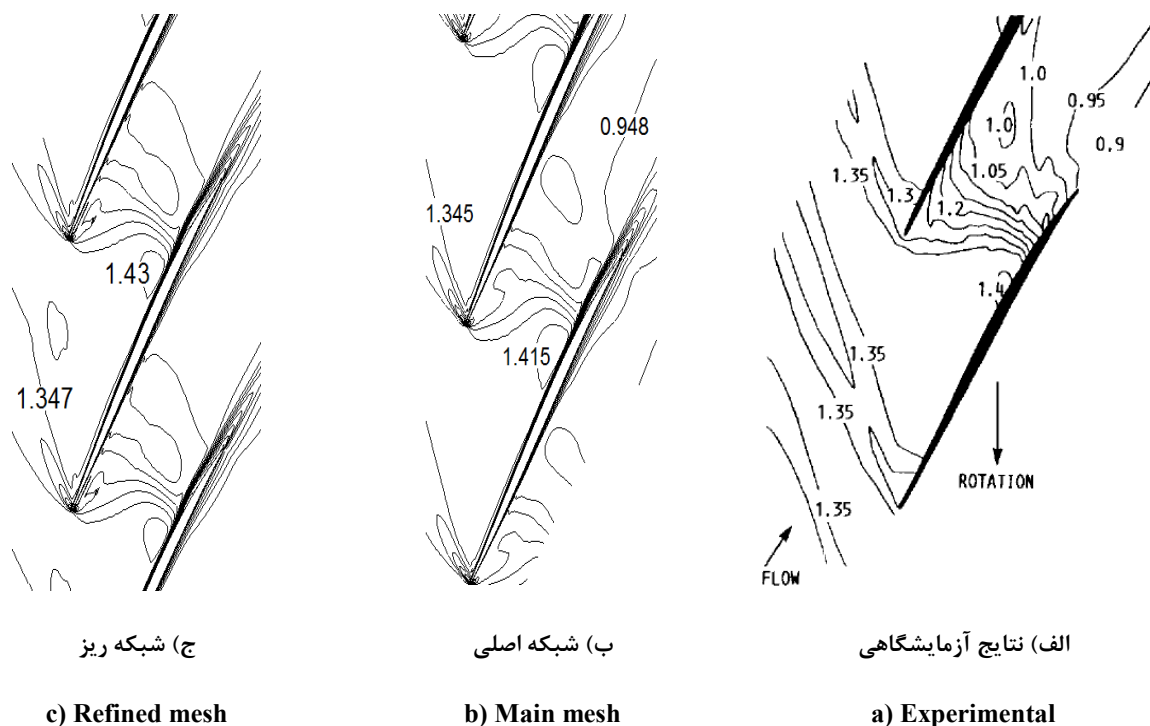 1.43
1.347
0.948
1.345
1.415
1.0
0.95
1.0
0.9
1.35
1.05
1.3
1.2
1.4
1.35
1.35
1.35
ROTATION
FLOW
الف) نتایج آزمایشگاهی
ب) شبکه اصلی
ج) شبکه ریز
a) Experimental
b) Main mesh
c) Refined mesh